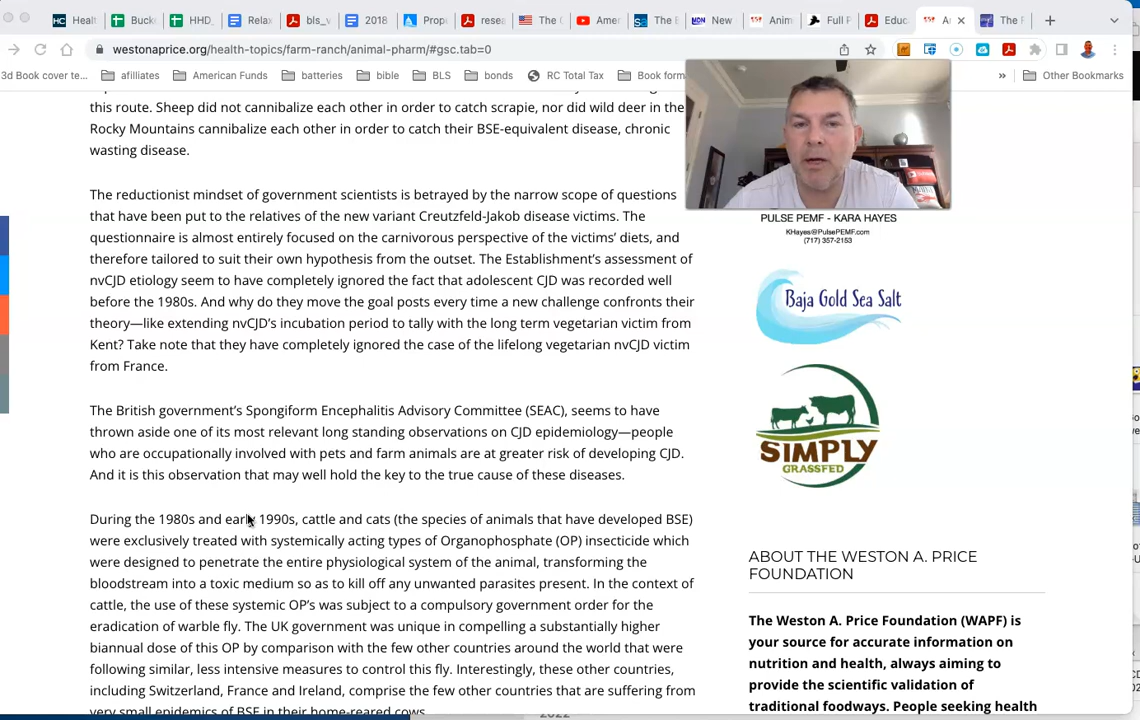 Healt
Buck
HHD_
Relax
bls_v
2018
Prop
resea
The C
Amer
The E
New
Anim
Full P
Educ
Ar
The F
westonaprice.org/health-topics/farm-ranch/animal-pharm/#gsc.tab=0
3d Book cover te...
afilliates
American Funds
batteries
bible
BLS
bonds
RC Total Tax
Book form
»
Other Bookmarks
this route. Sheep did not cannibalize each other in order to catch scrapie, nor did wild deer in the
Rocky Mountains cannibalize each other in order to catch their BSE-equivalent disease, chronic
wasting disease.
The reductionist mindset of government scientists is betrayed by the narrow scope of questions
that have been put to the relatives of the new variant Creutzfeld-Jakob disease victims. The
questionnaire is almost entirely focused on the carnivorous perspective of the victims' diets, and
therefore tailored to suit their own hypothesis from the outset. The Establishment's assessment of
nvCJD etiology seem to have completely ignored the fact that adolescent CJD was recorded well
before the 1980s. And why do they move the goal posts every time a new challenge confronts their
theory—like extending nvCJD's incubation period to tally with the long term vegetarian victim from
Kent? Take note that they have completely ignored the case of the lifelong vegetarian nvCJD victim
from France.
The British government's Spongiform Encephalitis Advisory Committee (SEAC), seems to have
thrown aside one of its most relevant long standing observations on CJD epidemiology—people
who are occupationally involved with pets and farm animals are at greater risk of developing CJD.
And it is this observation that may well hold the key to the true cause of these diseases.
During the 1980s and early 1990s, cattle and cats (the species of animals that have developed BSE)
were exclusively treated with systemically acting types of Organophosphate (OP) insecticide which
were designed to penetrate the entire physiological system of the animal, transforming the
bloodstream into a toxic medium so as to kill off any unwanted parasites present. In the context of
cattle, the use of these systemic OP's was subject to a compulsory government order for the
eradication of warble fly. The UK government was unique in compelling a substantially higher
biannual dose of this OP by comparison with the few other countries around the world that were
following similar, less intensive measures to control this fly. Interestingly, these other countries,
including Switzerland, France and Ireland, comprise the few other countries that are suffering from
very small epidemics of BSE in their home-reared cows.
PULSE PEMF - KARA HAYES
KHayes@PulsePEMF.com
(717) 357-2153
Baja Gold Sea Salt
SIMPLY
GRASSFED
ABOUT THE WESTON A. PRICE
FOUNDATION
The Weston A. Price Foundation (WAPF) is
your source for accurate information on
nutrition and health, always aiming to
provide the scientific validation of
traditional foodways. People seeking health
2022